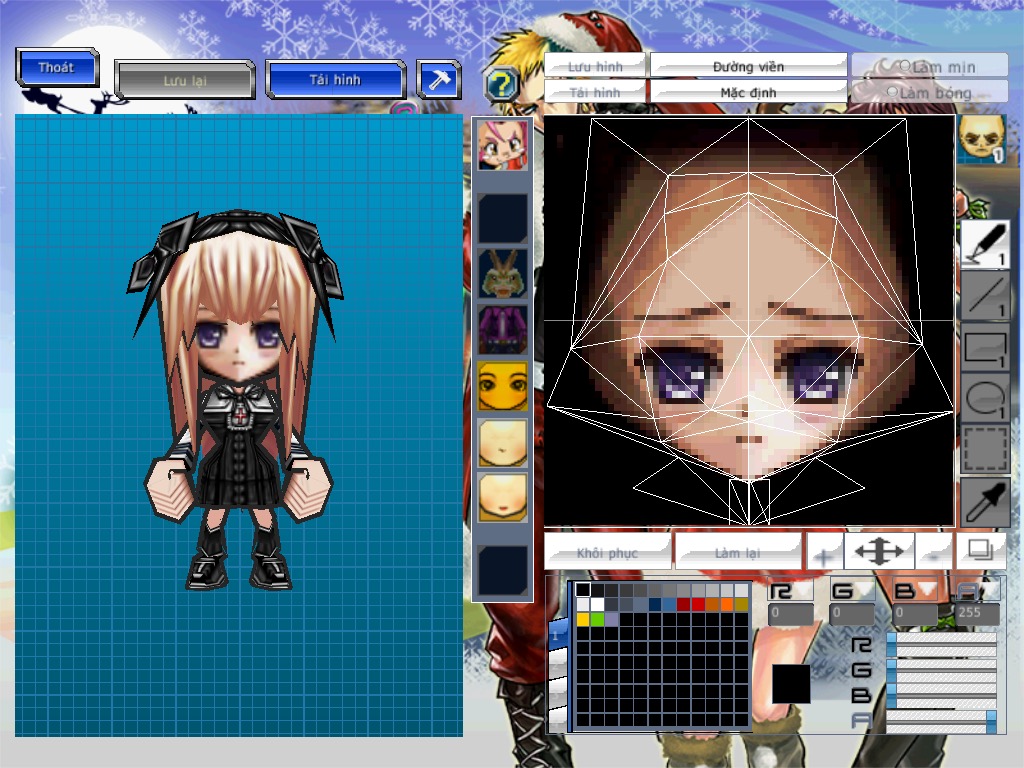 Thoát
Lưu lại
Tải hình
?
Lưu hình
Đường viền
Làm mịn
Tải hình
Mặc định
Làm bóng
1
1
1
1
1
Khôi phục
Làm lại
+
-
R
G
B
A
0
0
0
255
1
R
G
B
A